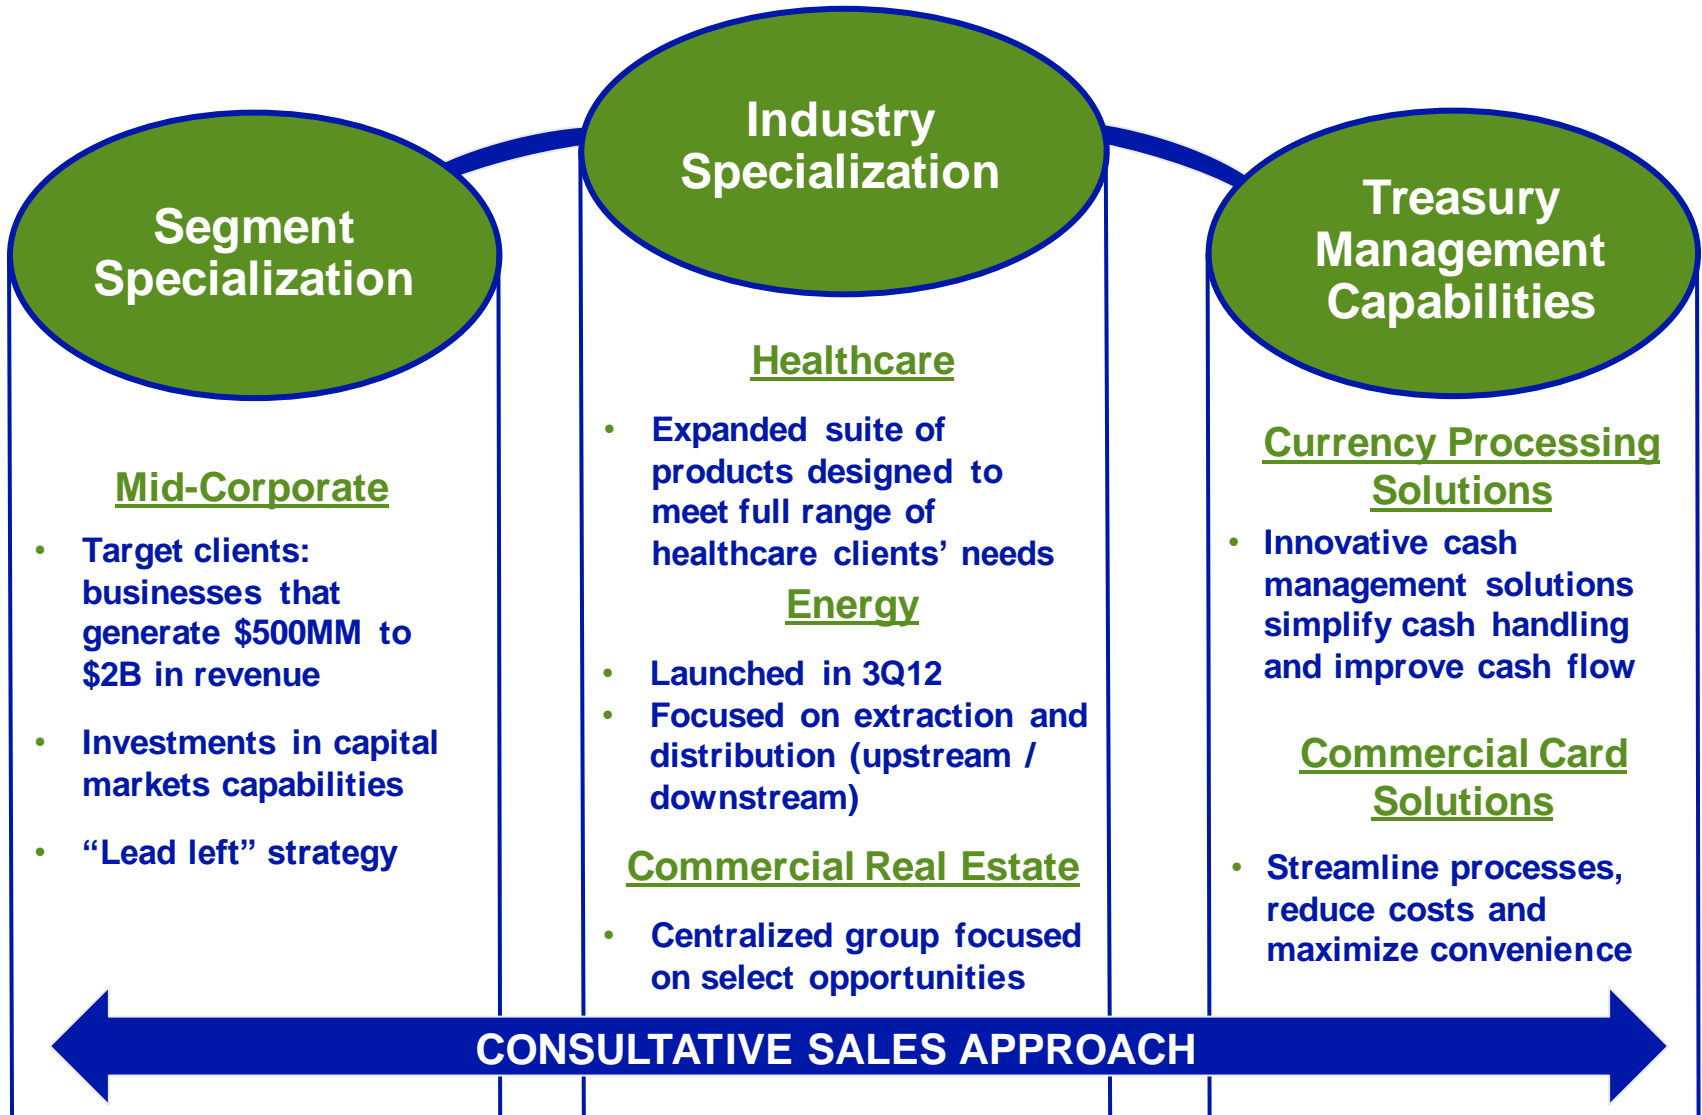 Segment
Specialization
Mid-Corporate
• Target clients:
businesses that
generate $500MM to
$2B in revenue
• Investments in capital
markets capabilities
• “Lead left” strategy
Industry
Specialization
Healthcare
• Expanded suite of
products designed to
meet full range of
healthcare clients’ needs
Energy
• Launched in 3Q12
• Focused on extraction and
distribution (upstream /
downstream)
Commercial Real Estate
• Centralized group focused
on select opportunities
Treasury
Management
Capabilities
Currency Processing
Solutions
• Innovative cash
management solutions
simplify cash handling
and improve cash flow
Commercial Card
Solutions
• Streamline processes,
reduce costs and
maximize convenience
CONSULTATIVE SALES APPROACH